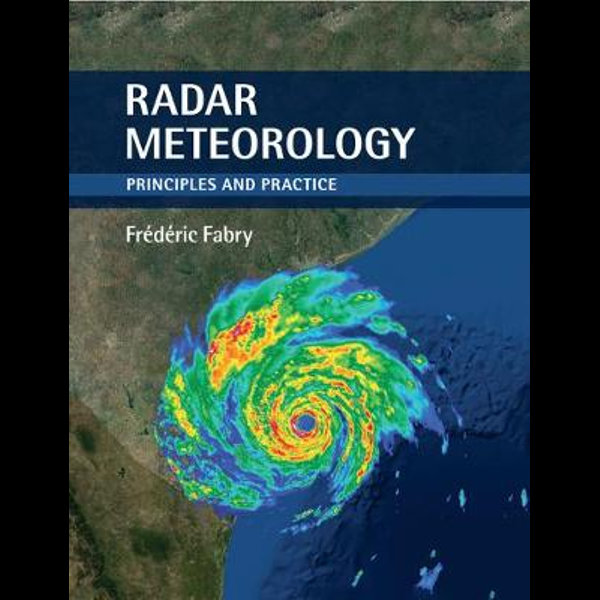 RADAR
METEOROLOGY
PRINCIPLES AND PRACTICE
Frédéric Fabry